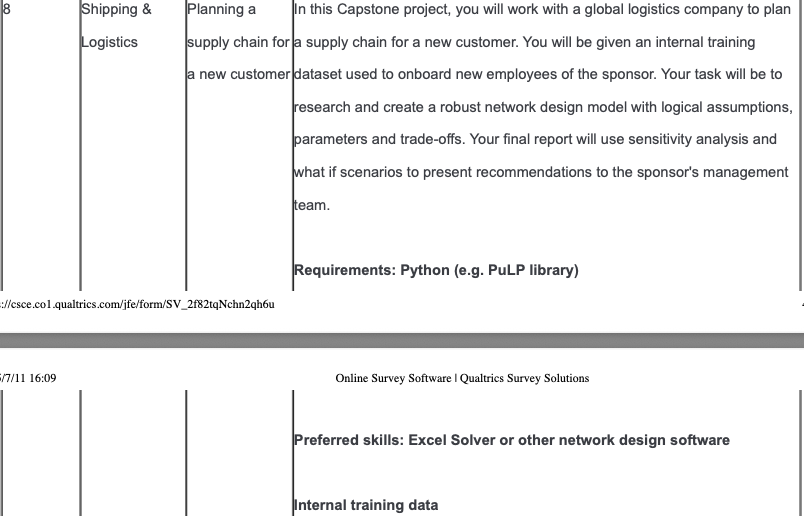 8
Shipping &
Logistics
Planning a
supply chain for
a new customer
In this Capstone project, you will work with a global logistics company to plan
a supply chain for a new customer. You will be given an internal training
dataset used to onboard new employees of the sponsor. Your task will be to
research and create a robust network design model with logical assumptions,
parameters and trade-offs. Your final report will use sensitivity analysis and
what if scenarios to present recommendations to the sponsor's management
team.
Requirements: Python (e.g. PuLP library)
://csce.co1.qualtrics.com/jfe/form/SV_2f82tqNchn2qh6u
/7/11 16:09
Online Survey Software | Qualtrics Survey Solutions
Preferred skills: Excel Solver or other network design software
Internal training data